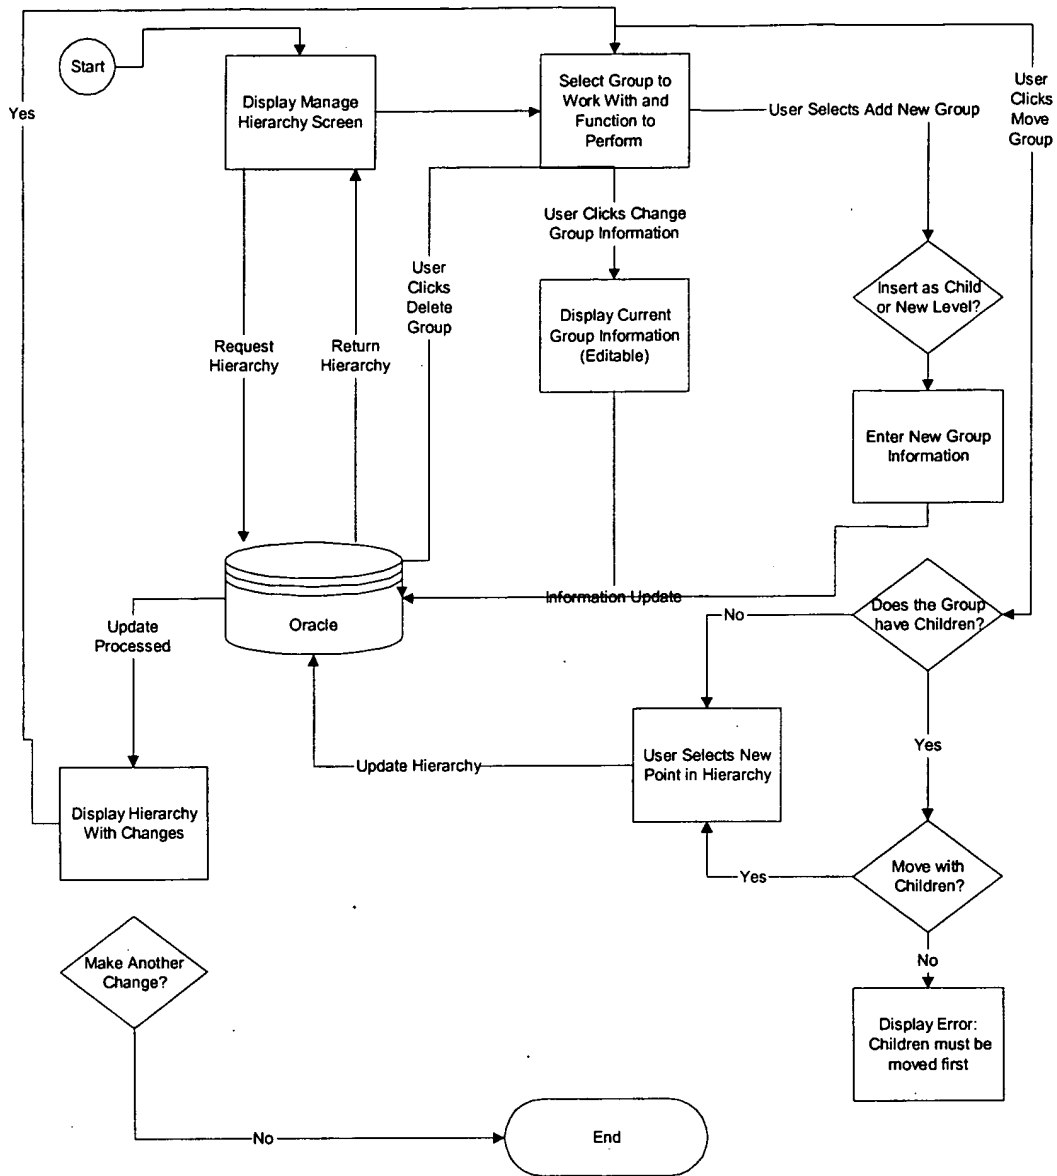 Start
Yes
Display Manage
Hierarchy Screen
Select Group to
Work With and
Function to
Perform
User Selects Add New Group
User
Clicks
Move
Group
User Clicks Change
Group Information
User
Clicks
Delete
Group
Insert as Child
or New Level?
Display Current
Group Information
(Editable)
Request
Hierarchy
Return
Hierarchy
Enter New Group
Information
Information Update
Oracle
Update
Processed
No
Does the Group
have Children?
Yes
User Selects New
Point in Hierarchy
Update Hierarchy
Display Hierarchy
With Changes
Yes
Move with
Children?
No
Make Another
Change?
Display Error:
Children must be
moved first
No
End